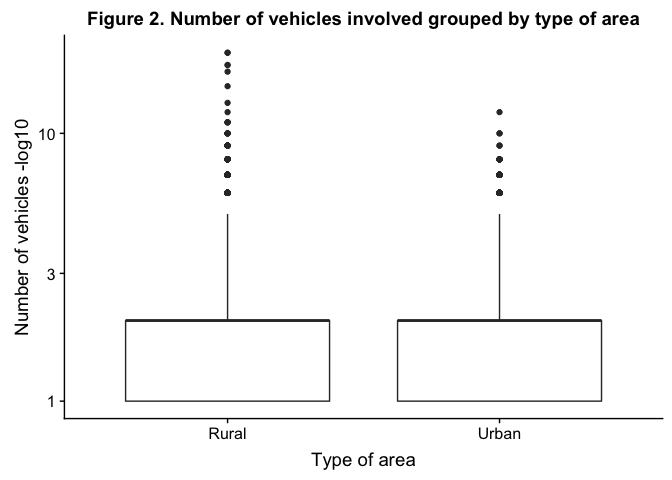 Figure 2. Number of vehicles involved grouped by type of area
Number of vehicles -log10
10
3
1
Rural
Urban
Type of area